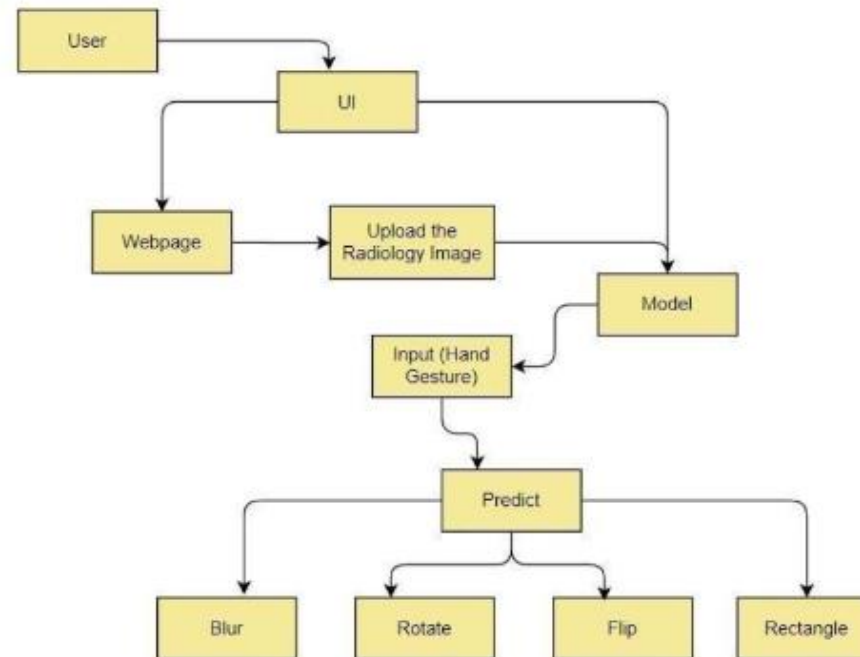 User
UI
Webpage
Upload the
Radiology Image
Model
Input (Hand
Gesture)
Predict
Blur
Rotate
Flip
Rectangle